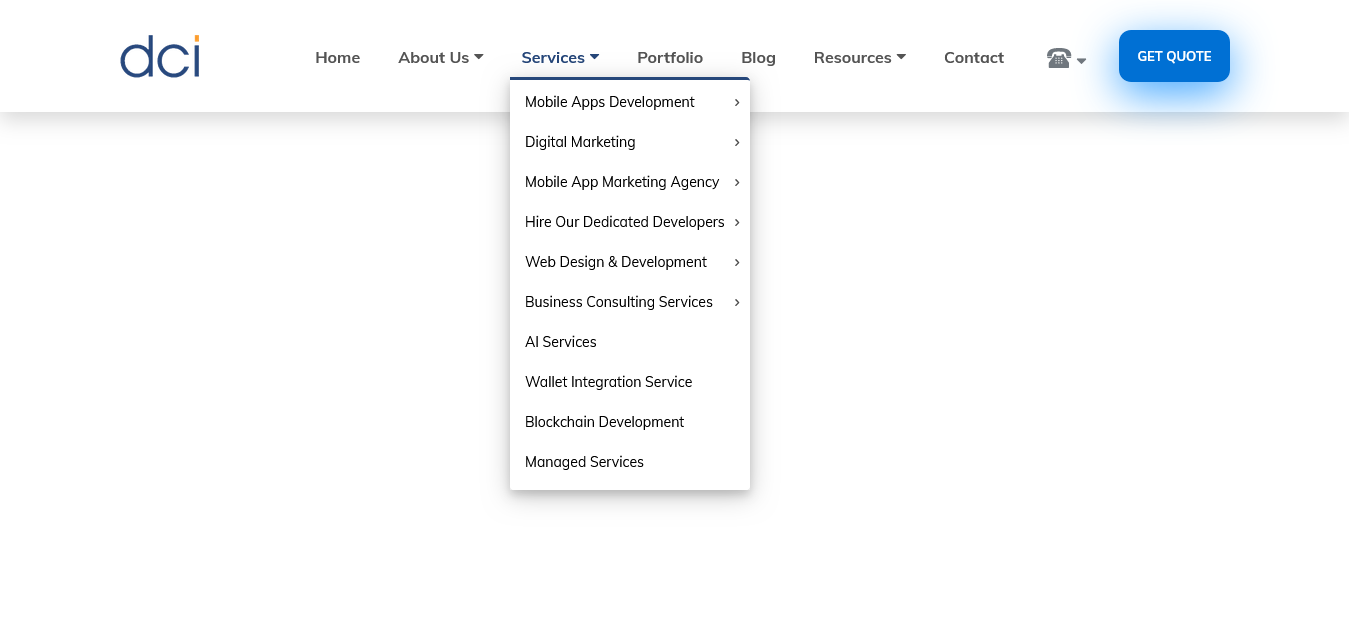 dci
Home
About Us
Services
Portfolio
Blog
Resources
Contact
GET QUOTE
Mobile Apps Development
Digital Marketing
Mobile App Marketing Agency
Hire Our Dedicated Developers
Web Design & Development
Business Consulting Services
AI Services
Wallet Integration Service
Blockchain Development
Managed Services